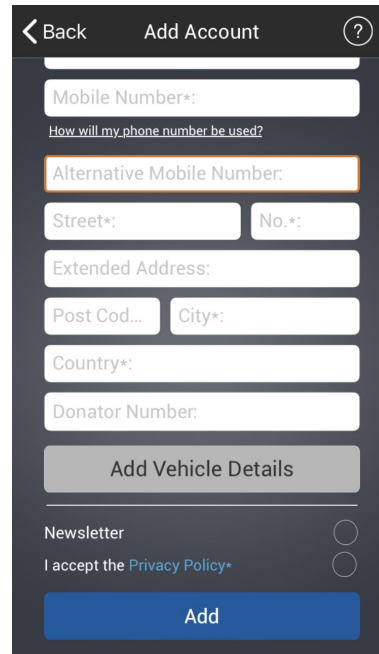 Back Add Account ?
Mobile Number*:
How will my phone number be used?
Alternative Mobile Number:
Street*: No.*:
Extended Address:
Post Cod... City*:
Country*:
Donator Number:
Add Vehicle Details
Newsletter
I accept the Privacy Policy*
Add